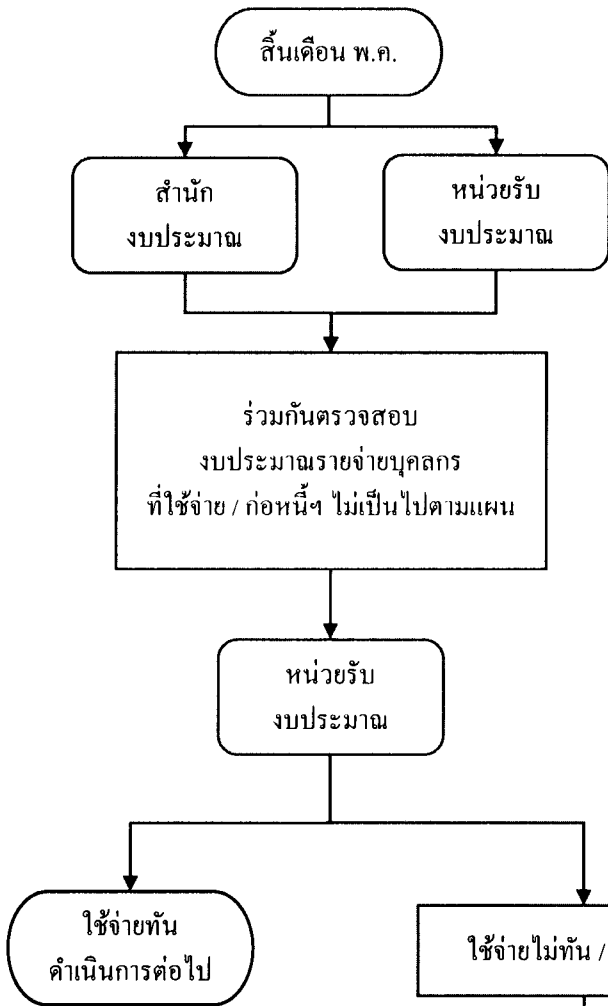 สิ้นเดือน พ.ค.
สำนัก
งบประมาณ
หน่วยรับ
งบประมาณ
ร่วมกันตรวจสอบ
งบประมาณรายจ่ายบุคลากร
ที่ใช้จ่าย / ก่อหนี้ฯ ไม่เป็นไปตามแผน
หน่วยรับ
งบประมาณ
ใช้จ่ายทัน
ดำเนินการต่อไป
ใช้จ่ายไม่ทัน /